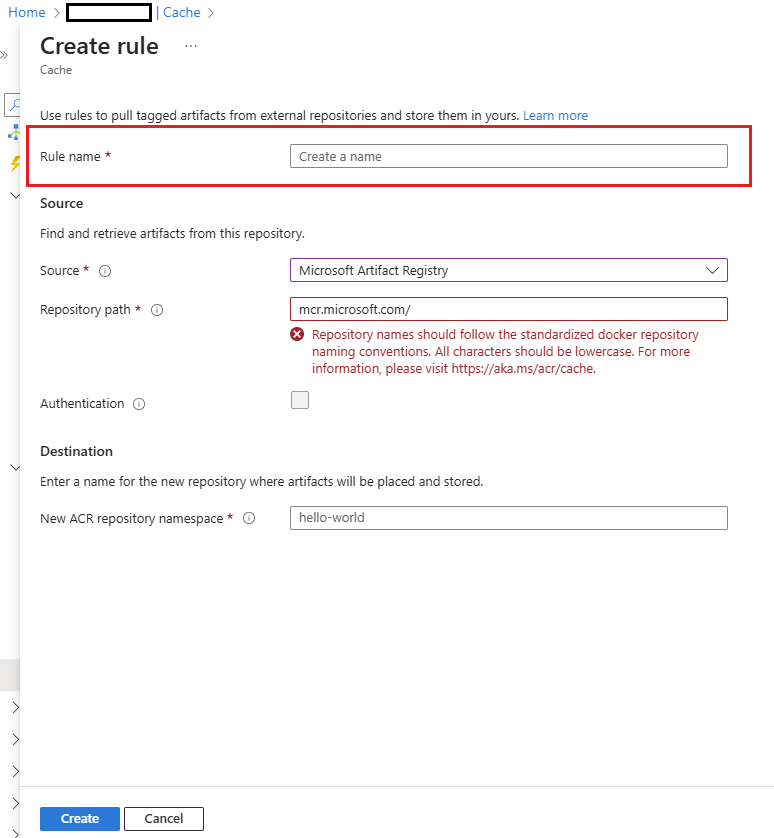 Home > | Cache >
Create rule ...
Cache
Use rules to pull tagged artifacts from external repositories and store them in yours. Learn more
Rule name * Create a name
Source
Find and retrieve artifacts from this repository.
Source * Microsoft Artifact Registry
Repository path * mcr.microsoft.com/
Repository names should follow the standardized docker repository
naming conventions. All characters should be lowercase. For more
information, please visit https://aka.ms/acr/cache.
Authentication
Destination
Enter a name for the new repository where artifacts will be placed and stored.
New ACR repository namespace * hello-world
Create Cancel